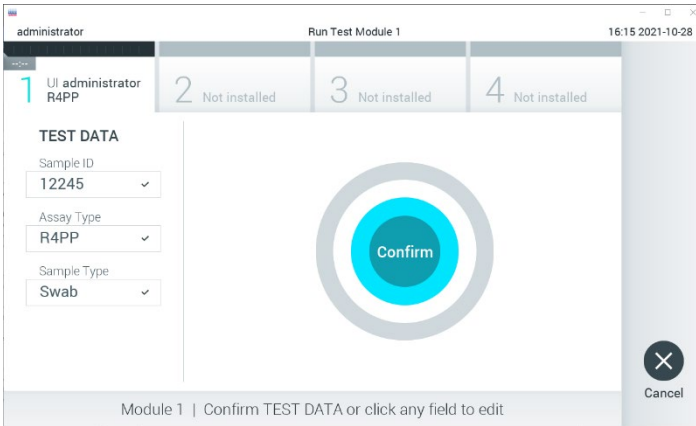 administrator Run Test Module 1 16:15 2021-10-28
--:--
1 UI administrator
R4PP
2 Not installed
3 Not installed
4 Not installed
TEST DATA
Sample ID
12245
Assay Type
R4PP
Sample Type
Swab
Confirm
Cancel
Module 1 | Confirm TEST DATA or click any field to edit